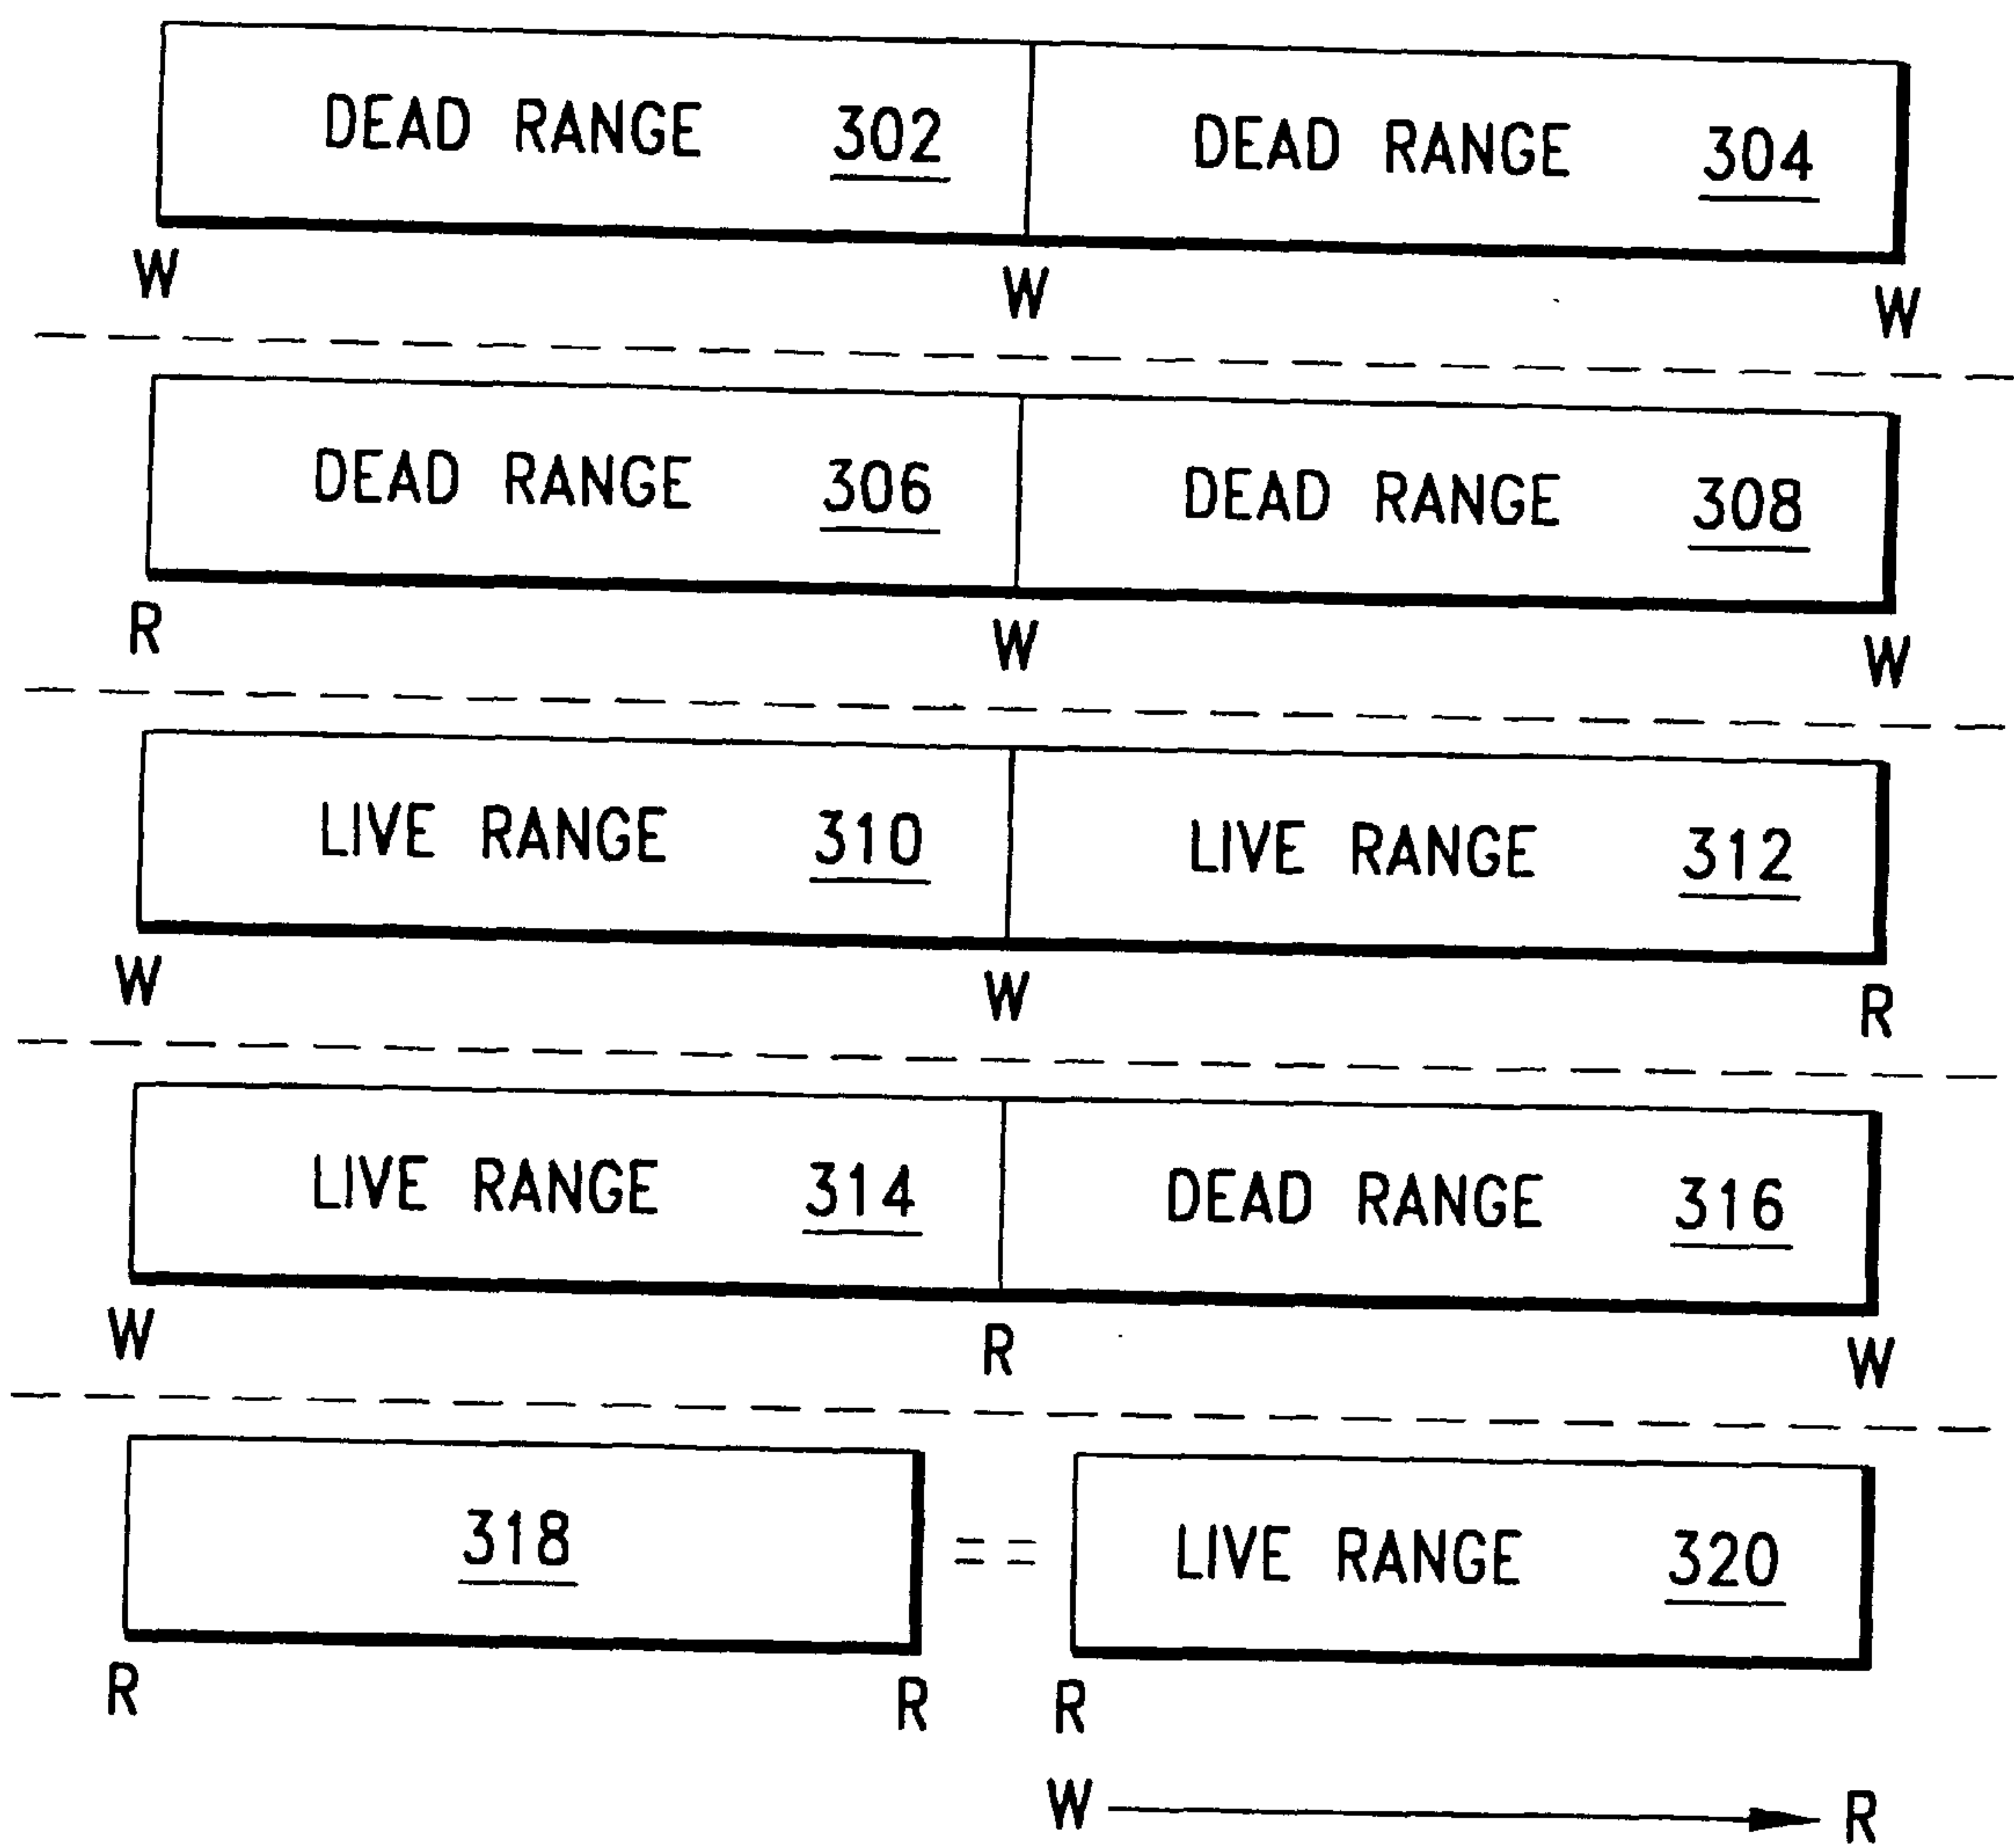 DEAD RANGE 302 DEAD RANGE 304
W W W
DEAD RANGE 306 DEAD RANGE 308
R W W
LIVE RANGE 310 LIVE RANGE 312
W W R
LIVE RANGE 314 DEAD RANGE 316
W R W
318 == LIVE RANGE 320
R R R
W R